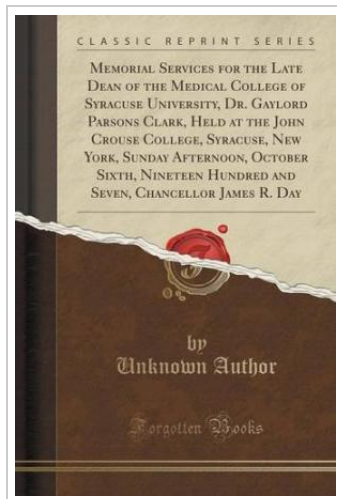 CLASSIC REPRINT SERIES
MEMORIAL SERVICES FOR THE LATE
DEAN OF THE MEDICAL COLLEGE OF
SYRACUSE UNIVERSITY, DR. GAYLORD
PARSONS CLARK, HELD AT THE JOHN
CROUSE COLLEGE, SYRACUSE, NEW
YORK, SUNDAY AFTERNOON, OCTOBER
SIXTH, NINETEEN HUNDRED AND
SEVEN, CHANCELLOR JAMES R. DAY
by
Unknown Author
Forgotten Books